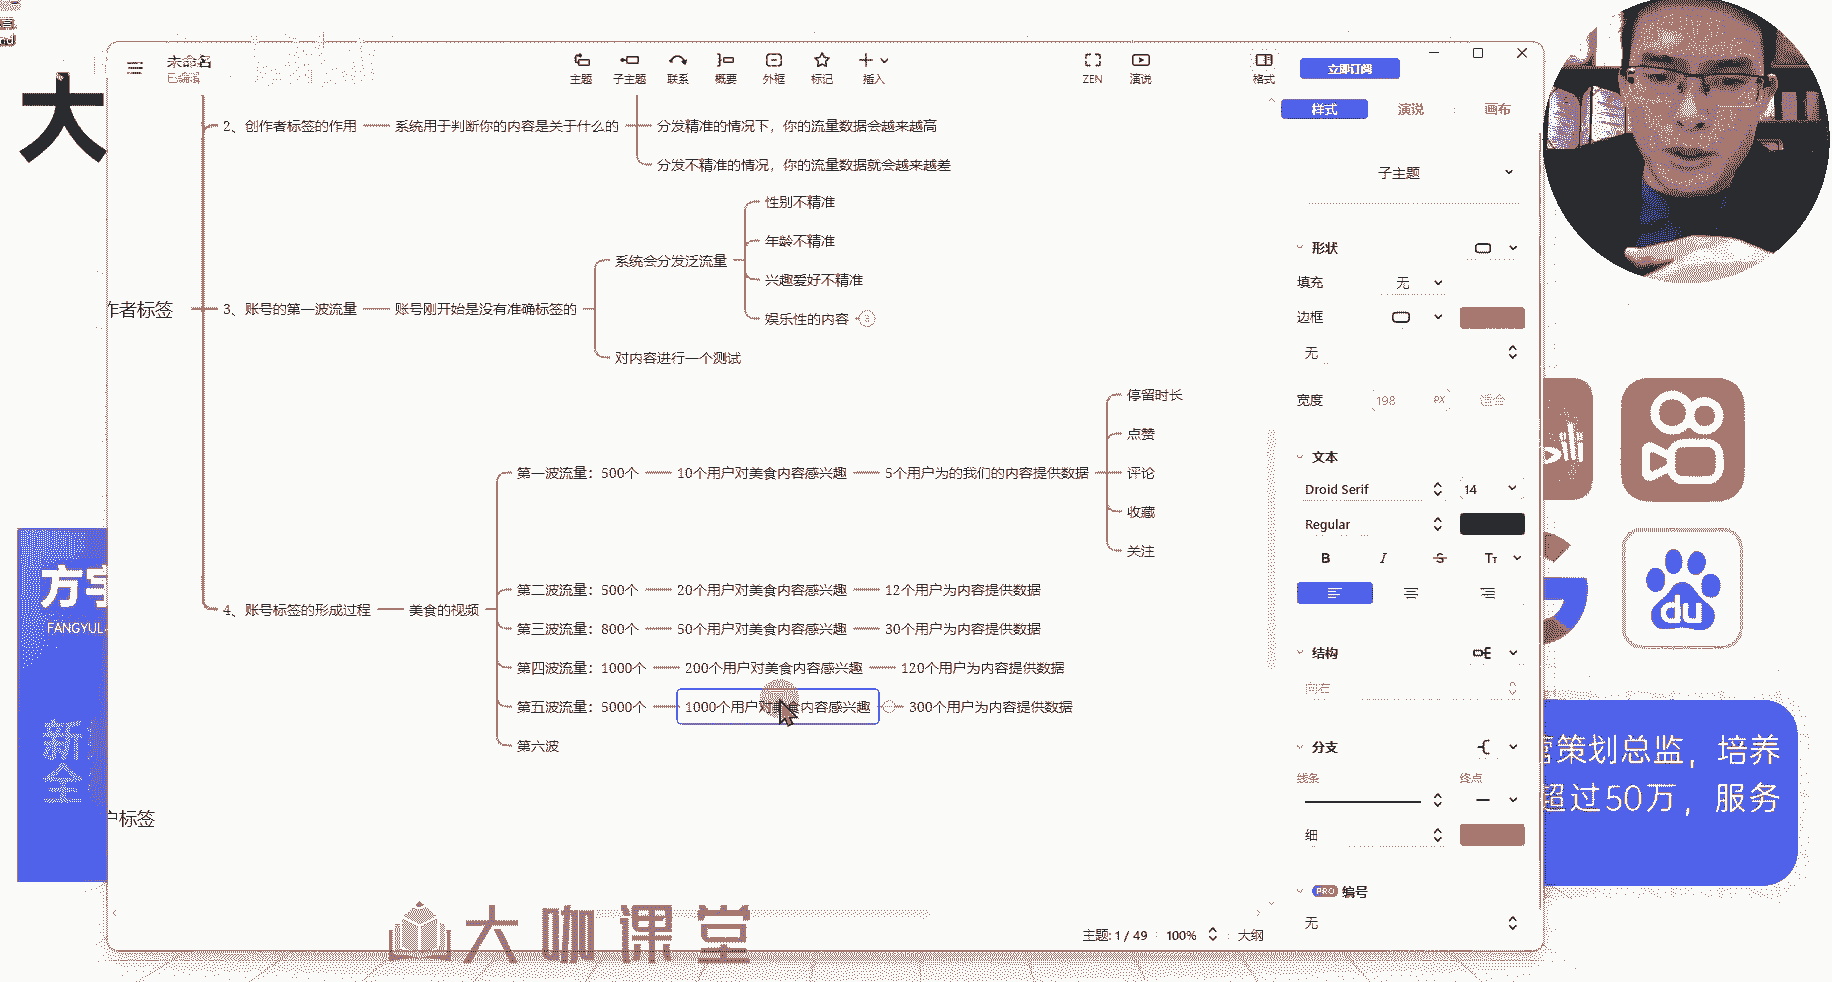 未命名
已编辑
主题
子主题
联系
概要
外框
标记
插入
ZEN
演说
格式
立即订阅
大
样式
演说
画布
2、创作者标签的作用
系统用于判断你的内容是关于什么的
分发精准的情况下，你的流量数据会越来越高
分发不精准的情况，你的流量数据就会越来越差
子主题
性别不精准
年龄不精准
系统会分发泛流量
兴趣爱好不精准
娱乐性的内容
3
作者标签
3、账号的第一波流量
账号刚开始是没有准确标签的
对内容进行一个测试
形状
填充
无
边框
无
宽度
198
PX
适合
停留时长
点赞
第一波流量：500个
10个用户对美食内容感兴趣
5个用户为的我们的内容提供数据
评论
收藏
关注
文本
Droid Serif
14
Regular
B
I
S
Tт
第二波流量：500个
20个用户对美食内容感兴趣
12个用户为内容提供数据
4、账号标签的形成过程
美食的视频
第三波流量：800个
50个用户对美食内容感兴趣
30个用户为内容提供数据
第四波流量：1000个
200个用户对美食内容感兴趣
120个用户为内容提供数据
第五波流量：5000个
1000个用户对美食内容感兴趣
300个用户为内容提供数据
第六波
户标签
结构
向右
分支
线条
终点
细
PRO
编号
无
方宇
FANGYUL
新
全
du
营策划总监，培养
超过50万，服务
大咖课堂
主题: 1 / 49
100%
大纲